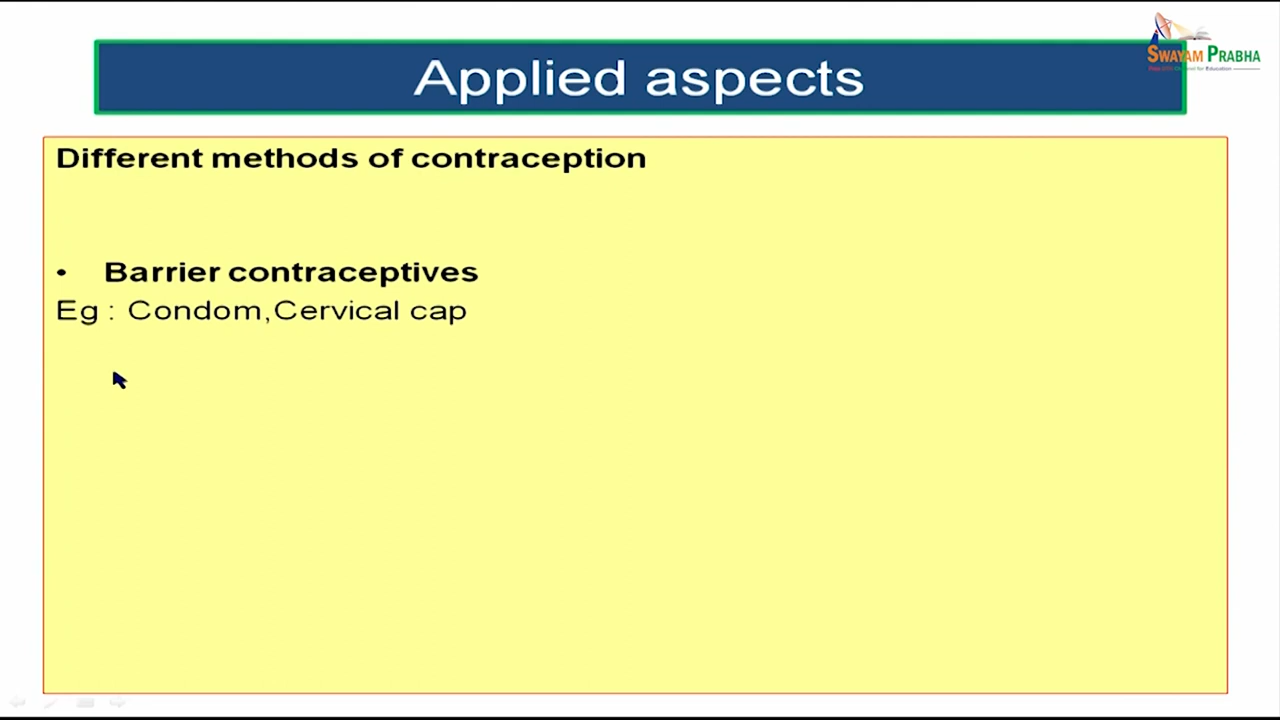 SWAYAM PRABHA
Applied aspects
Different methods of contraception
• Barrier contraceptives
Eg : Condom,Cervical cap